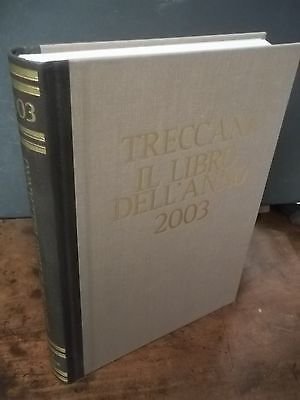 03
TRECCANI
IL LIBRO
DELL'ANNO
2003